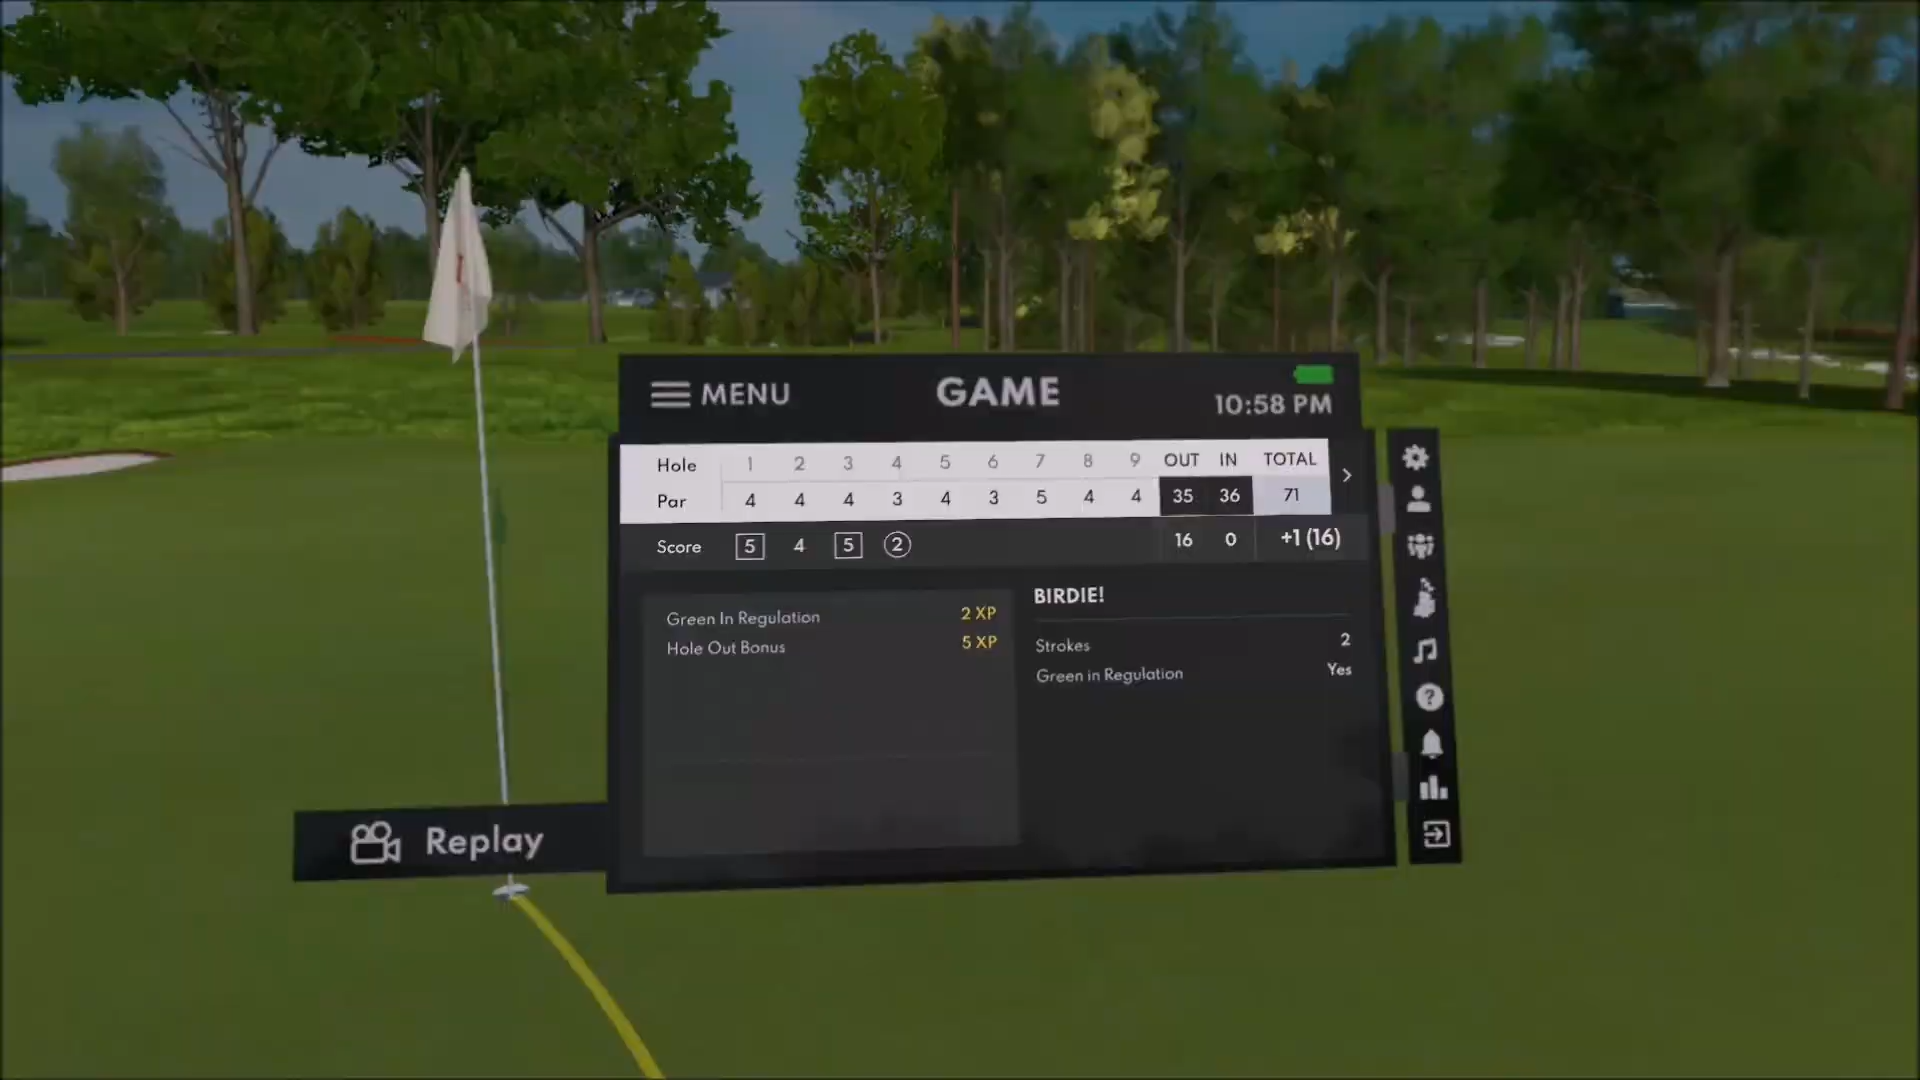 MENU GAME 10:58 PM
Hole 1 2 3 4 5 6 7 8 9 OUT IN TOTAL
Par 4 4 4 3 4 3 5 4 4 35 36 71
Score 5 4 5 2 16 0 +1 (16)
Green In Regulation 2 XP
Hole Out Bonus 5 XP
BIRDIE!
Strokes 2
Green in Regulation Yes
Replay